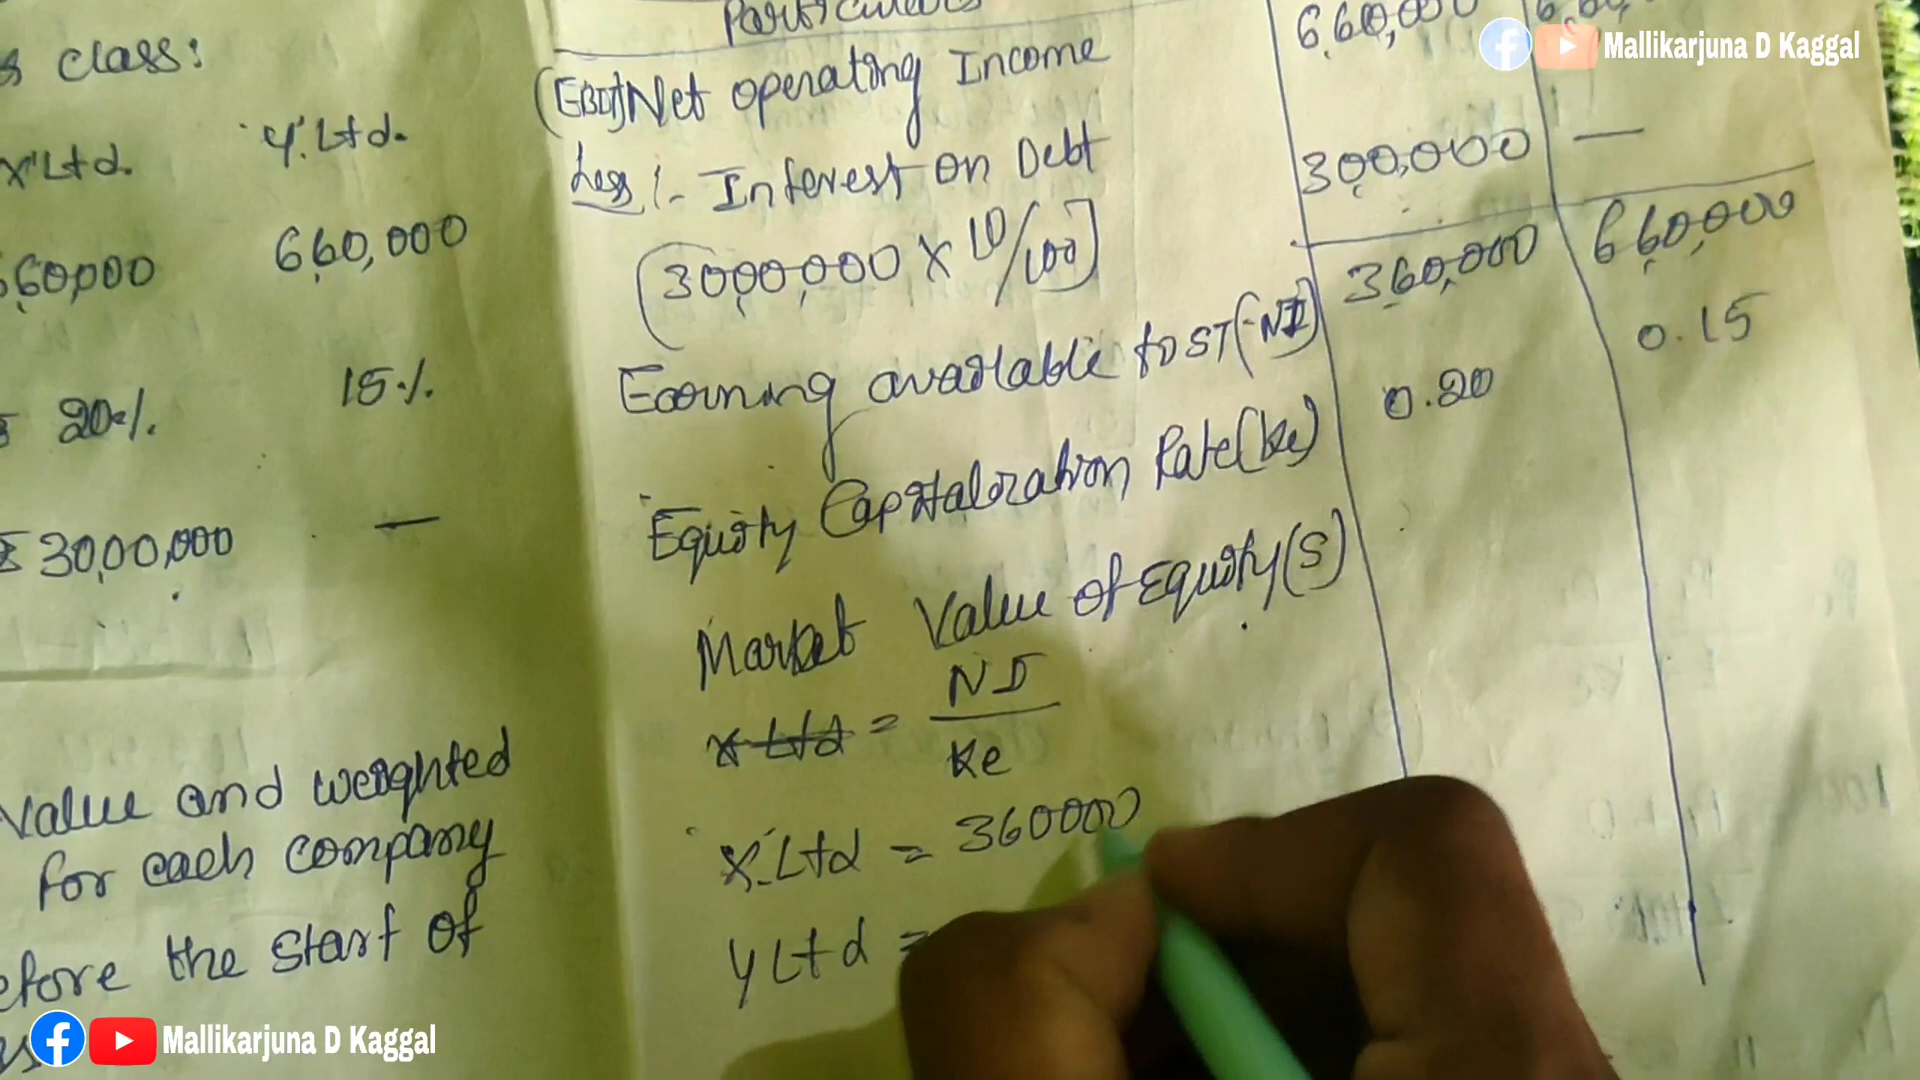 class:
X'Ltd. Y.Ltd.
660,000 660,000
20% 15%
30,00,000 —
Value and weighted
for each company
before the start of
Particulars
(EBIT) Net operating Income 6,60,000
Less :- Interest on Debt 300,000 —
(3000,000 X 10/100)
Earning available to ST(-NI) 360,000 660,000
Equity Capitalization Rate (Ke) 0.20 0.15
Market Value of Equity (S)
X Ltd = NI
Ke
X.Ltd = 360000
Y Ltd =
Mallikarjuna D Kaggal
Mallikarjuna D Kaggal